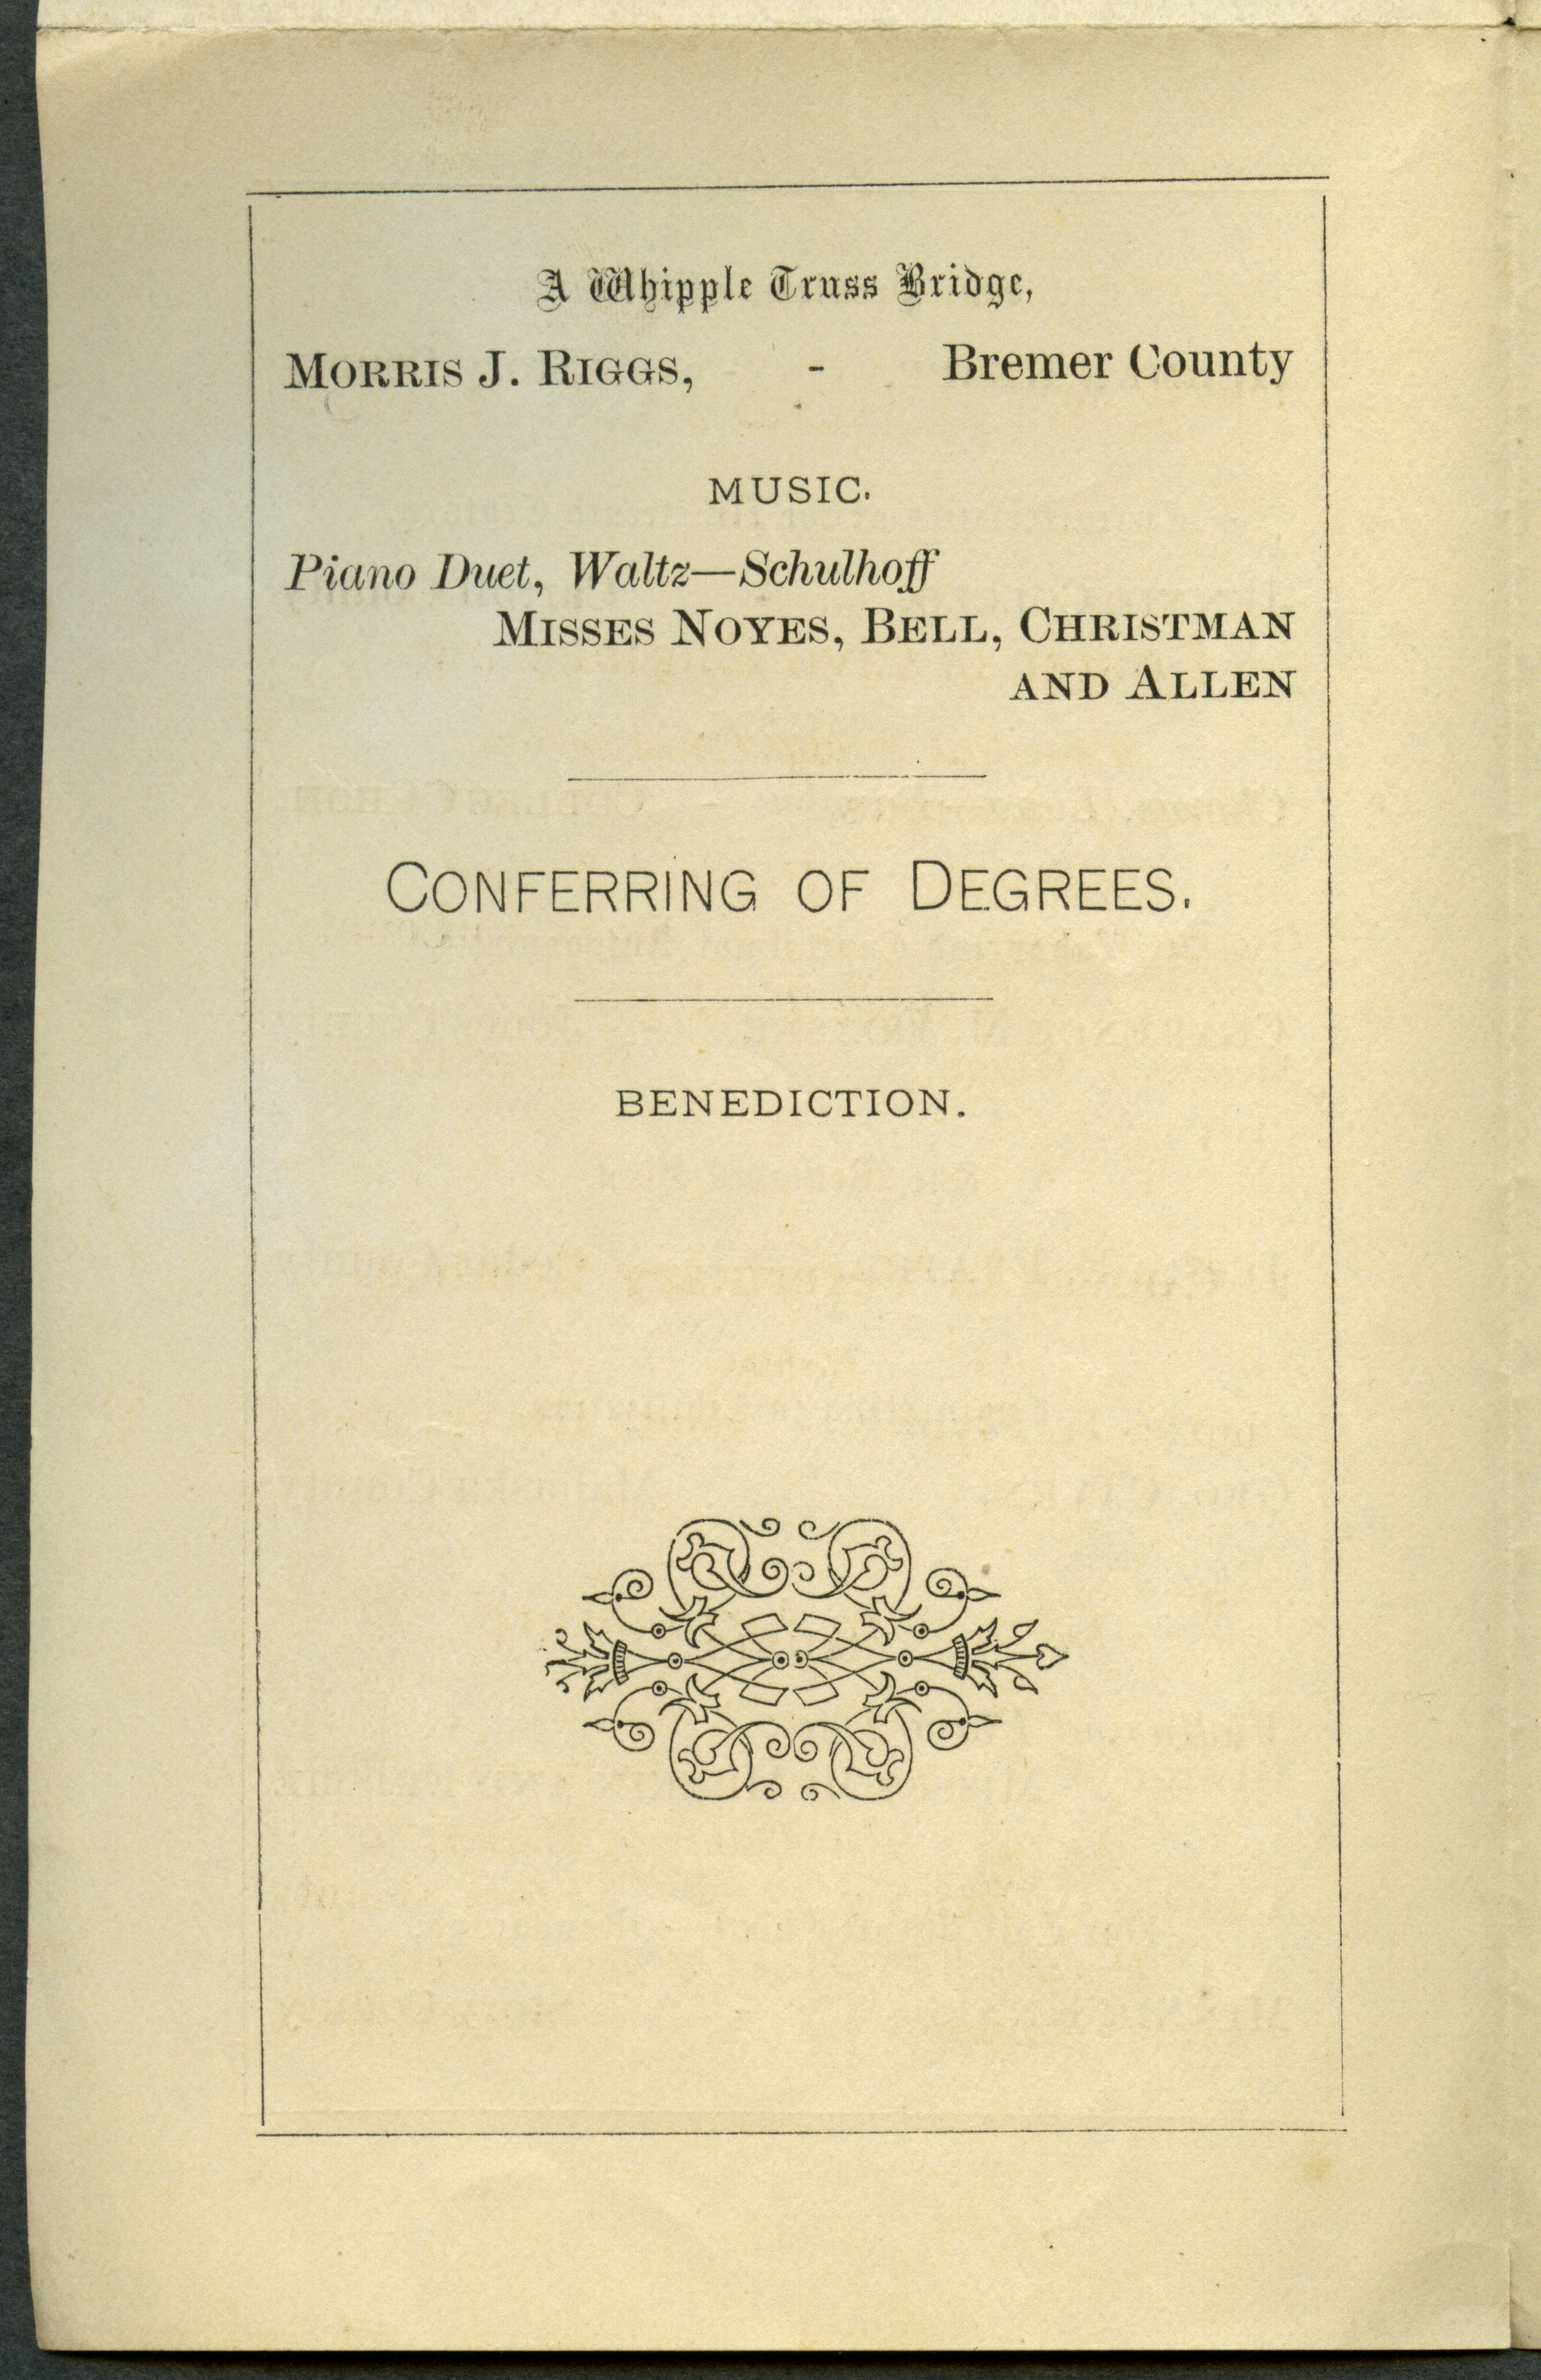 A Whipple Truss Bridge,
MORRIS J. RIGGS, - Bremer County
MUSIC.
Piano Duet, Waltz—Schulhoff
MISSES NOYES, BELL, CHRISTMAN
AND ALLEN
CONFERRING OF DEGREES.
BENEDICTION.